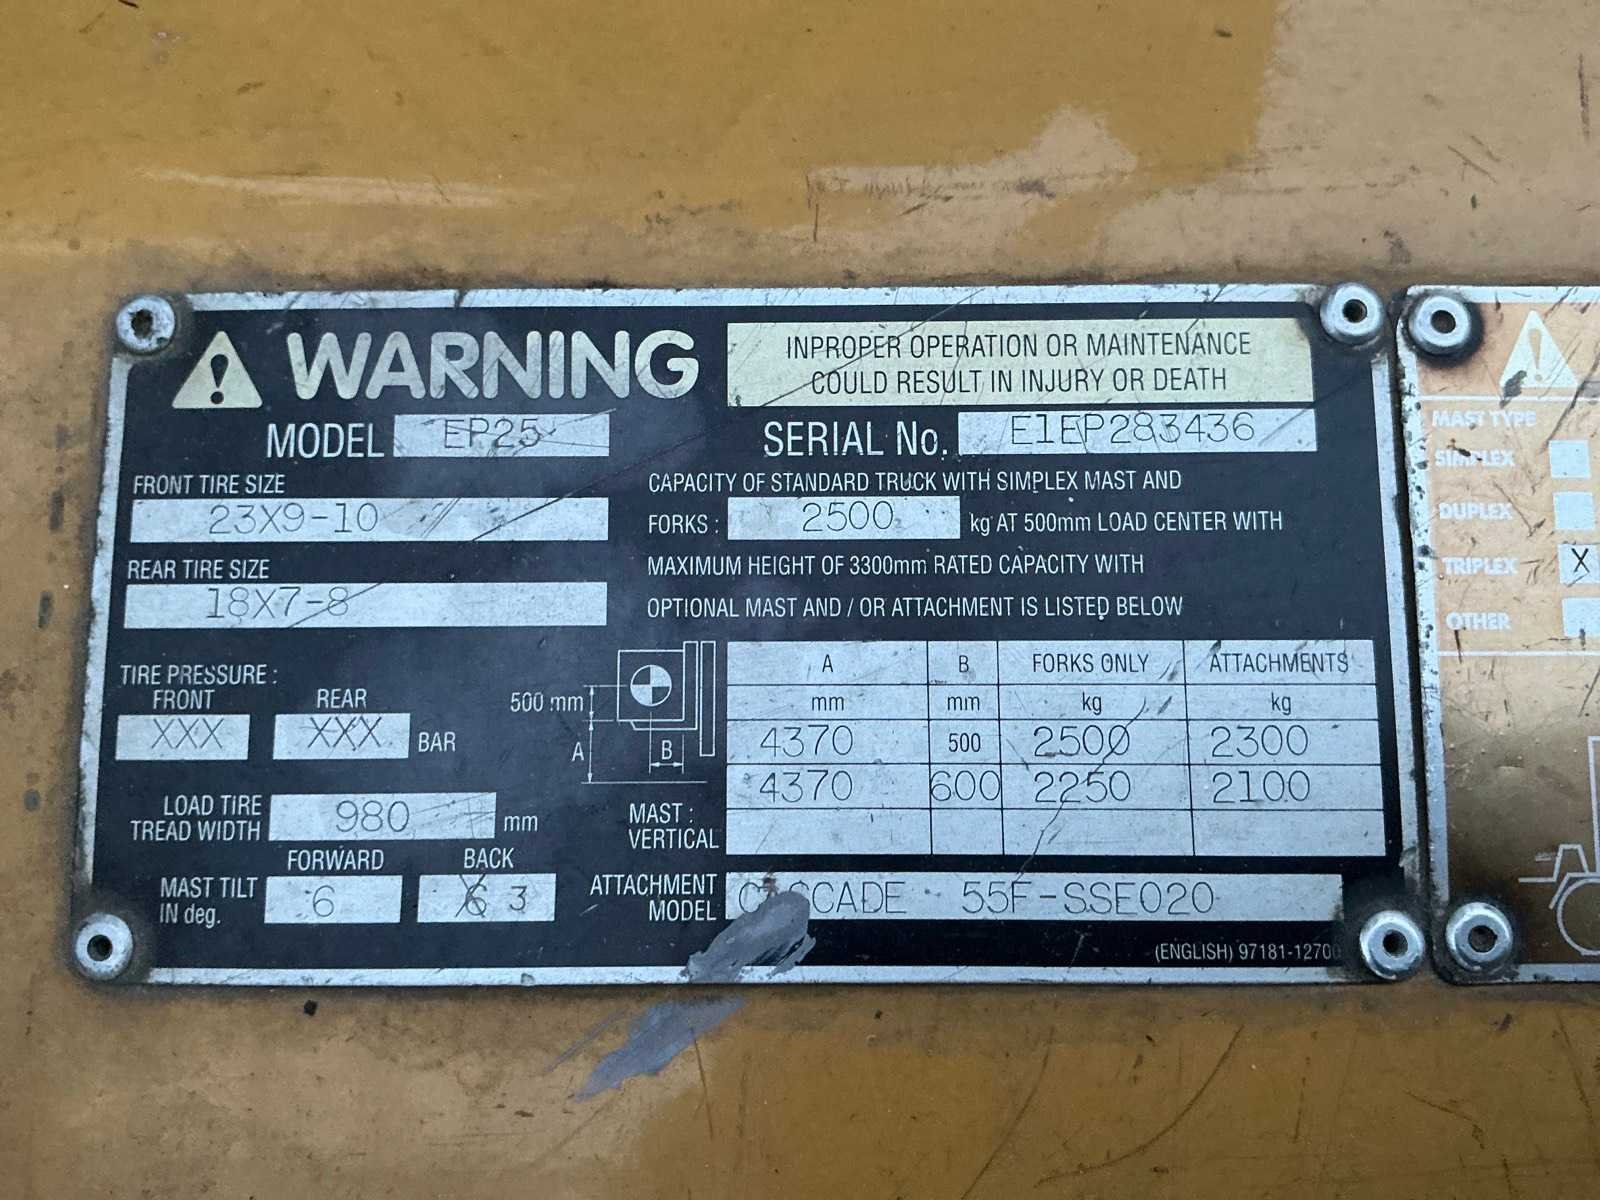 WARNING
INPROPER OPERATION OR MAINTENANCE
COULD RESULT IN INJURY OR DEATH
MODEL EP25
SERIAL No. E1EP283436
FRONT TIRE SIZE
23X9-10
REAR TIRE SIZE
18X7-8
CAPACITY OF STANDARD TRUCK WITH SIMPLEX MAST AND
FORKS : 2500 kg AT 500mm LOAD CENTER WITH
MAXIMUM HEIGHT OF 3300mm RATED CAPACITY WITH
OPTIONAL MAST AND / OR ATTACHMENT IS LISTED BELOW
TIRE PRESSURE :
FRONT REAR
XXX XXX BAR
LOAD TIRE
TREAD WIDTH 980 mm
FORWARD BACK
MAST TILT
IN deg. 6 6 3
500 mm
A
B
MAST :
VERTICAL
A B FORKS ONLY ATTACHMENTS
mm mm kg kg
4370 500 2500 2300
4370 600 2250 2100
ATTACHMENT
MODEL CASCADE 55F-SSE020
(ENGLISH) 97181-12700
MAST TYPE
SIMPLEX
DUPLEX
TRIPLEX X
OTHER